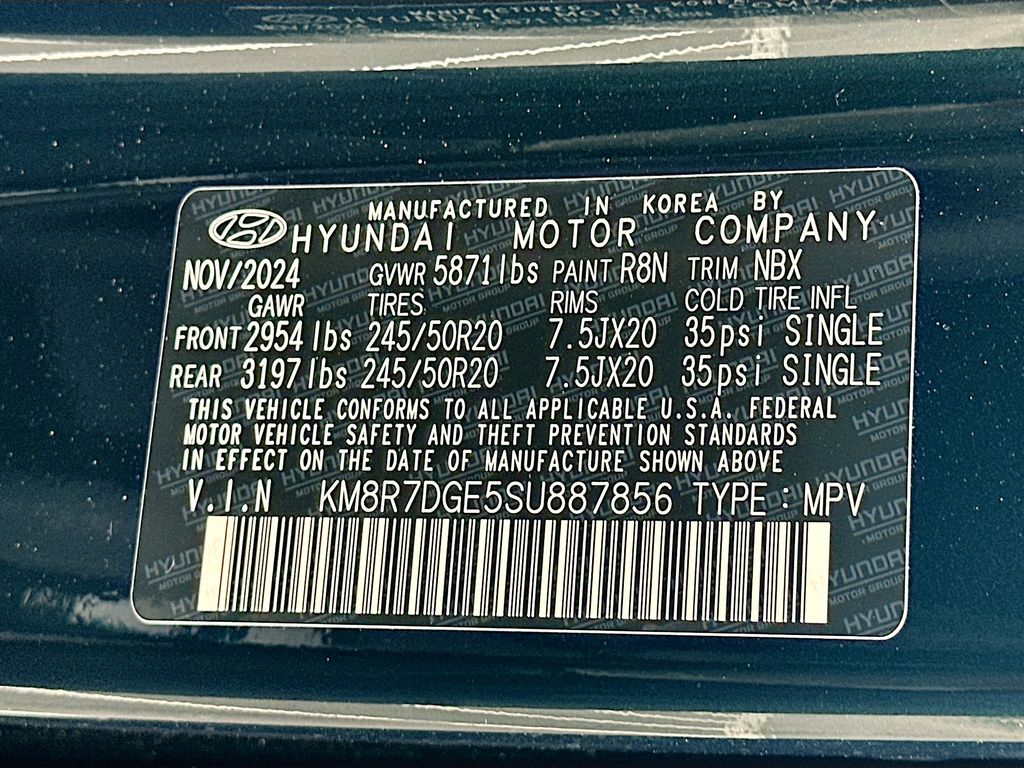 MANUFACTURED IN KOREA BY
HYUNDAI MOTOR COMPANY
NOV/2024 GVWR 5871lbs PAINT R8N TRIM NBX
GAWR TIRES RIMS COLD TIRE INFL
FRONT 2954lbs 245/50R20 7.5JX20 35psi SINGLE
REAR 3197lbs 245/50R20 7.5JX20 35psi SINGLE
THIS VEHICLE CONFORMS TO ALL APPLICABLE U.S.A. FEDERAL
MOTOR VEHICLE SAFETY AND THEFT PREVENTION STANDARDS
IN EFFECT ON THE DATE OF MANUFACTURE SHOWN ABOVE
V.I.N KM8R7DGE5SU887856 TYPE : MPV
HYUNDAI
MOTOR GROUP